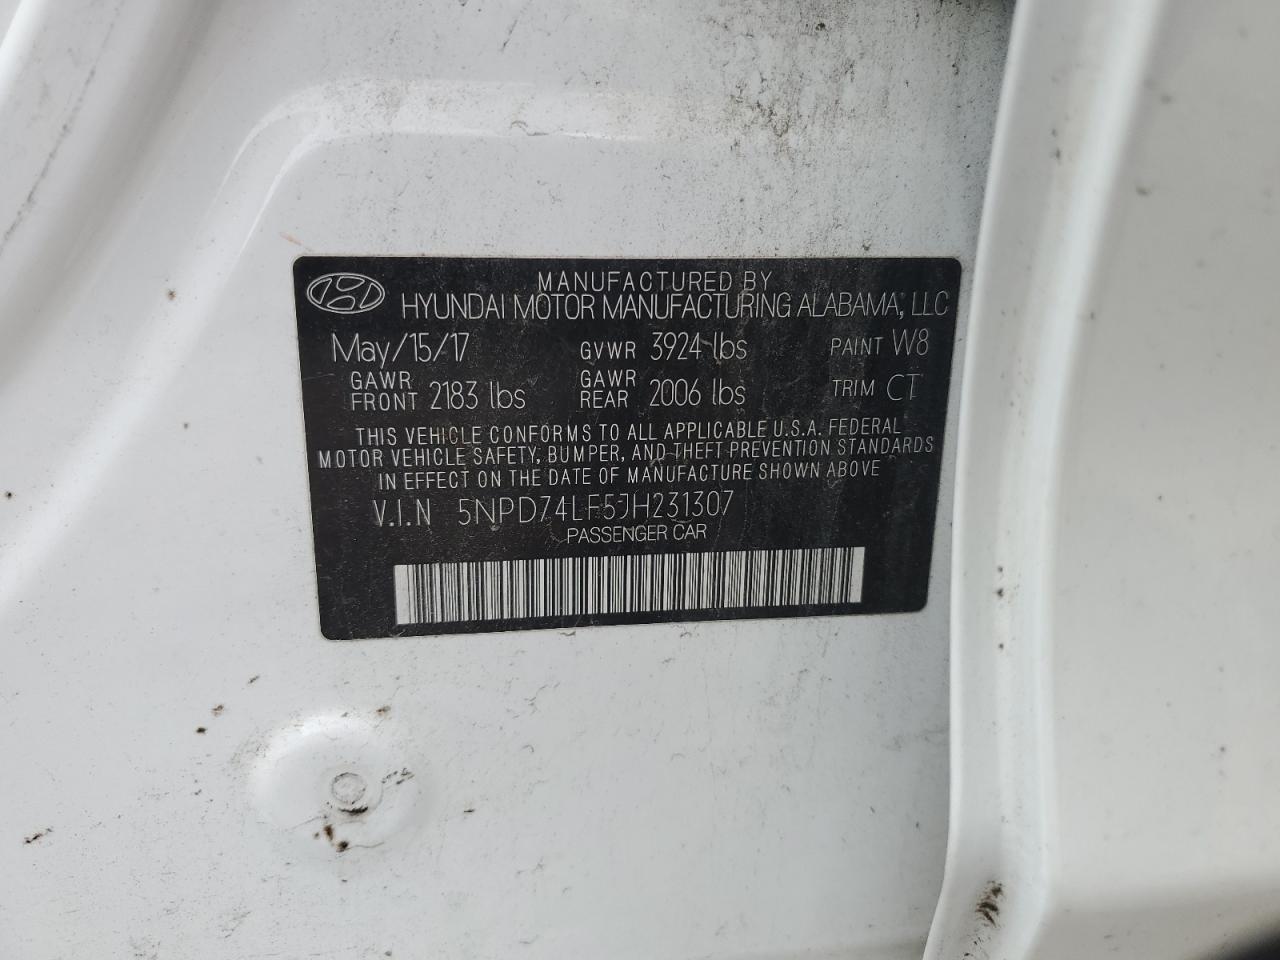 MANUFACTURED BY
HYUNDAI MOTOR MANUFACTURING ALABAMA, LLC
May/15/17 GVWR 3924 lbs PAINT W8
GAWR FRONT 2183 lbs GAWR REAR 2006 lbs TRIM CT
THIS VEHICLE CONFORMS TO ALL APPLICABLE U.S.A. FEDERAL
MOTOR VEHICLE SAFETY, BUMPER, AND THEFT PREVENTION STANDARDS
IN EFFECT ON THE DATE OF MANUFACTURE SHOWN ABOVE
V.I.N 5NPD74LF5JH231307
PASSENGER CAR